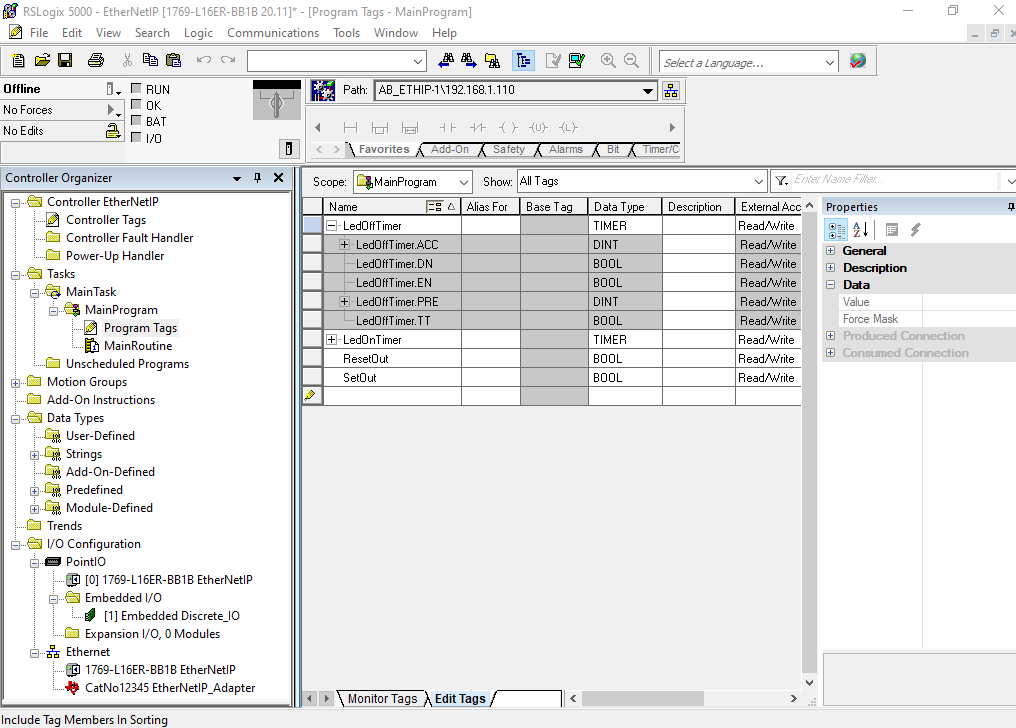 RSLogix 5000 - EtherNetIP [1769-L16ER-BB1B 20.11]* - [Program Tags - MainProgram]
File Edit View Search Logic Communications Tools Window Help
Select a Language...
Offline
No Forces
No Edits
RUN
OK
BAT
I/O
Path: AB_ETHIP-1\192.168.1.110
Favorites Add-On Safety Alarms Bit Timer/C
Controller Organizer
Controller EtherNetIP
Controller Tags
Controller Fault Handler
Power-Up Handler
Tasks
MainTask
MainProgram
Program Tags
MainRoutine
Unscheduled Programs
Motion Groups
Add-On Instructions
Data Types
User-Defined
Strings
Add-On-Defined
Predefined
Module-Defined
Trends
I/O Configuration
PointIO
[0] 1769-L16ER-BB1B EtherNetIP
Embedded I/O
[1] Embedded Discrete_IO
Expansion I/O, 0 Modules
Ethernet
1769-L16ER-BB1B EtherNetIP
CatNo12345 EtherNetIP_Adapter
Scope: MainProgram Show: All Tags Enter Name Filter...
Name Alias For Base Tag Data Type Description External Acc
LedOffTimer TIMER Read/Write
LedOffTimer.ACC DINT Read/Write
LedOffTimer.DN BOOL Read/Write
LedOffTimer.EN BOOL Read/Write
LedOffTimer.PRE DINT Read/Write
LedOffTimer.TT BOOL Read/Write
LedOnTimer TIMER Read/Write
ResetOut BOOL Read/Write
SetOut BOOL Read/Write
Monitor Tags Edit Tags
Properties
General
Description
Data
Value
Force Mask
Produced Connection
Consumed Connection
Include Tag Members In Sorting